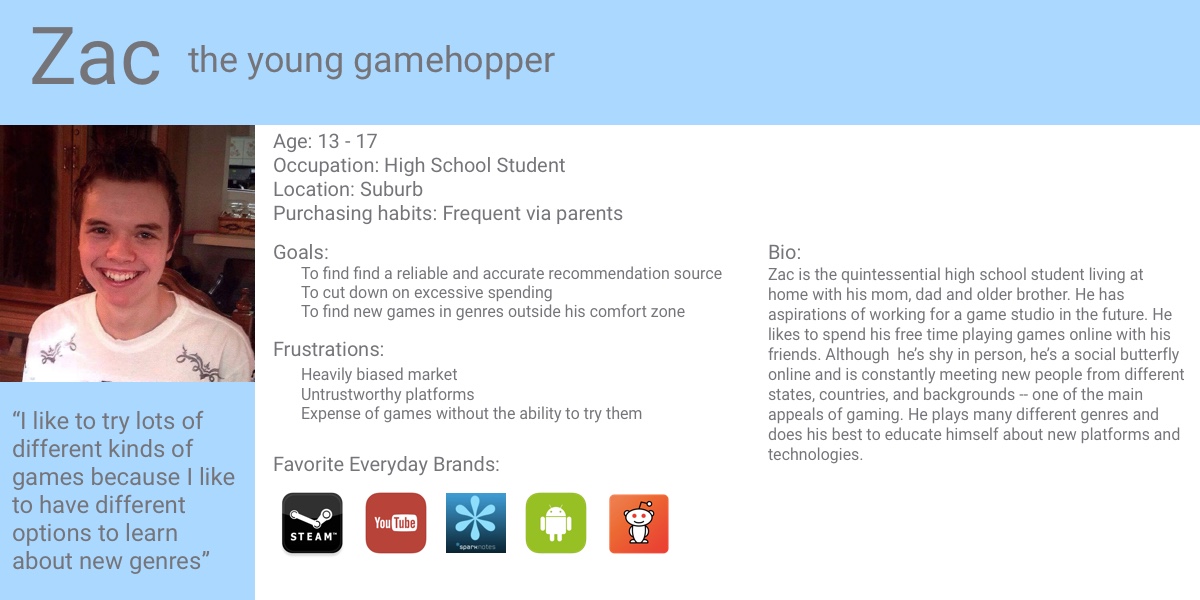 Zac the young gamehopper
Age: 13 - 17
Occupation: High School Student
Location: Suburb
Purchasing habits: Frequent via parents
Goals:
To find find a reliable and accurate recommendation source
To cut down on excessive spending
To find new games in genres outside his comfort zone
Frustrations:
Heavily biased market
Untrustworthy platforms
Expense of games without the ability to try them
Favorite Everyday Brands:
STEAM™
YouTube
*sparknotes
Bio:
Zac is the quintessential high school student living at
home with his mom, dad and older brother. He has
aspirations of working for a game studio in the future. He
likes to spend his free time playing games online with his
friends. Although  he's shy in person, he's a social butterfly
online and is constantly meeting new people from different
states, countries, and backgrounds -- one of the main
appeals of gaming. He plays many different genres and
does his best to educate himself about new platforms and
technologies.
“I like to try lots of
different kinds of
games because I like
to have different
options to learn
about new genres”